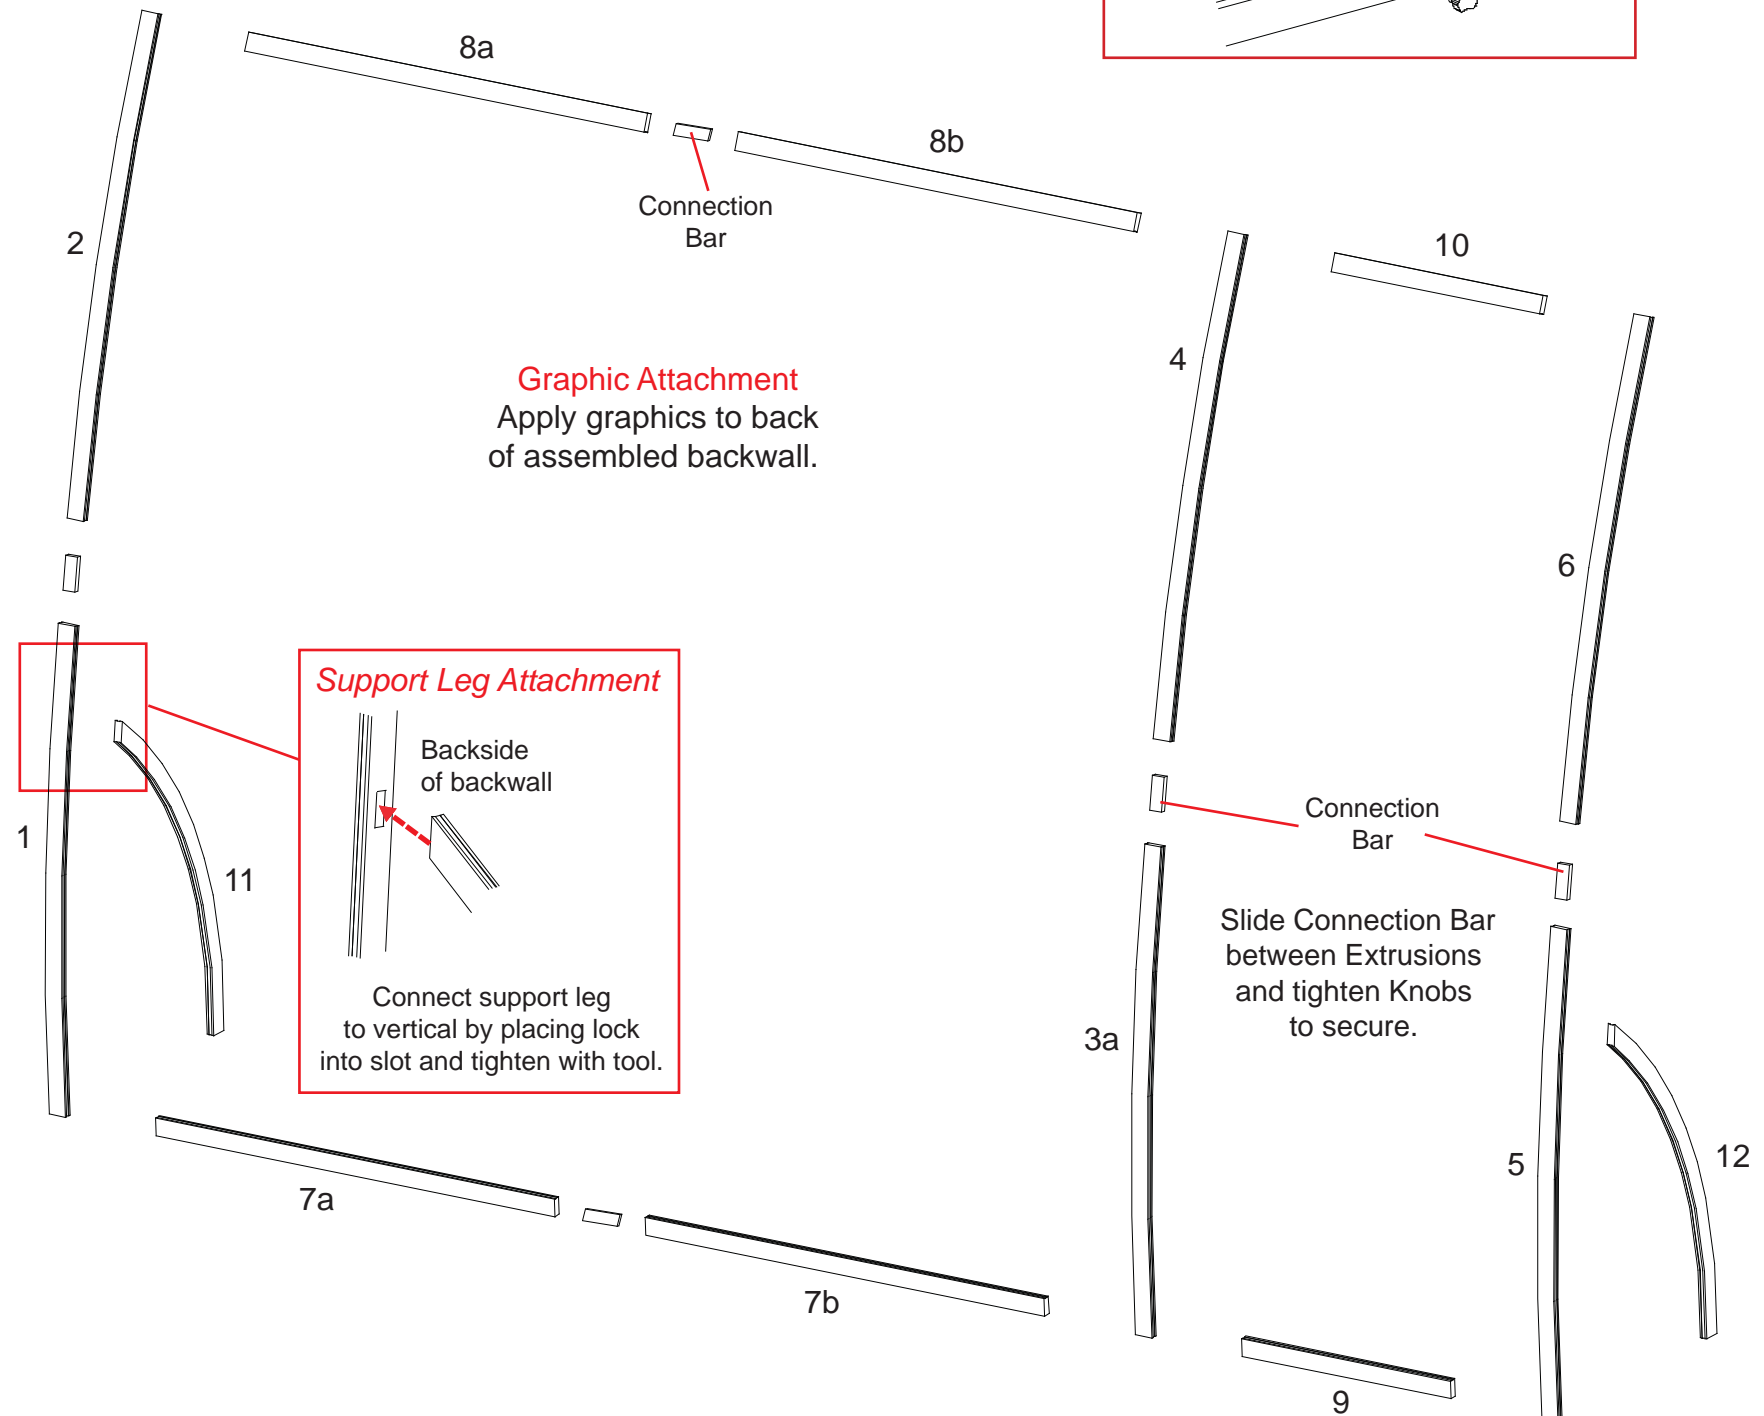 8a
8b
Connection
Bar
2
10
4
Graphic Attachment
Apply graphics to back
of assembled backwall.
6
Support Leg Attachment
Backside
of backwall
Connect support leg
to vertical by placing lock
into slot and tighten with tool.
1
11
Connection
Bar
Slide Connection Bar
between Extrusions
and tighten Knobs
to secure.
3a
5
12
7a
7b
9